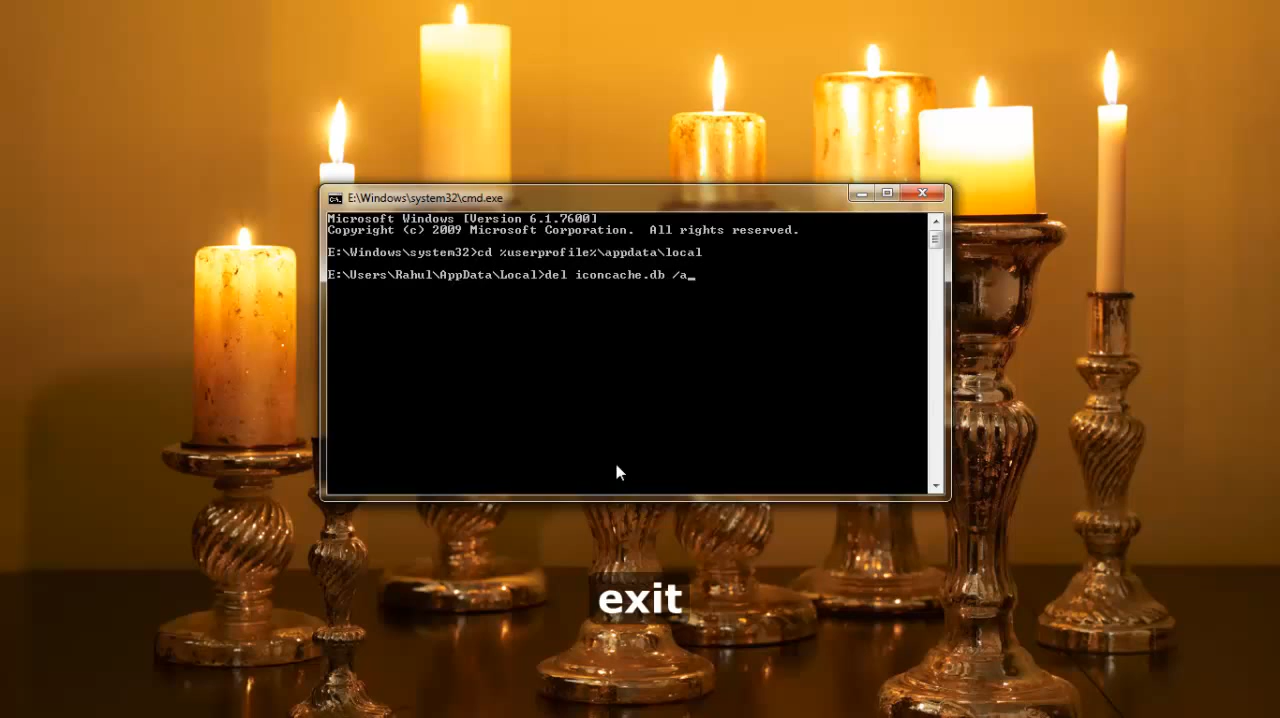 E:\Windows\system32\cmd.exe
Microsoft Windows [Version 6.1.7600]
Copyright (c) 2009 Microsoft Corporation.  All rights reserved.
E:\Windows\system32>cd %userprofile%\appdata\local
E:\Users\Rahul\AppData\Local>del iconcache.db /a_
exit